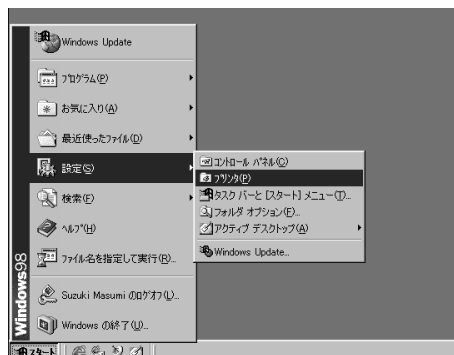 Windows Update
プログラム(P)
お気に入り(A)
最近使ったファイル(D)
設定(S)
検索(F)
ヘルプ(H)
ファイル名を指定して実行(R)...
Suzuki Masumi のログオフ(L)...
Windows の終了(U)...
Windows98
コントロール パネル(C)
プリンタ(P)
タスク バーと [スタート] メニュー(T)...
フォルダ オプション(F)...
アクティブ デスクトップ(A)
Windows Update...
スタート